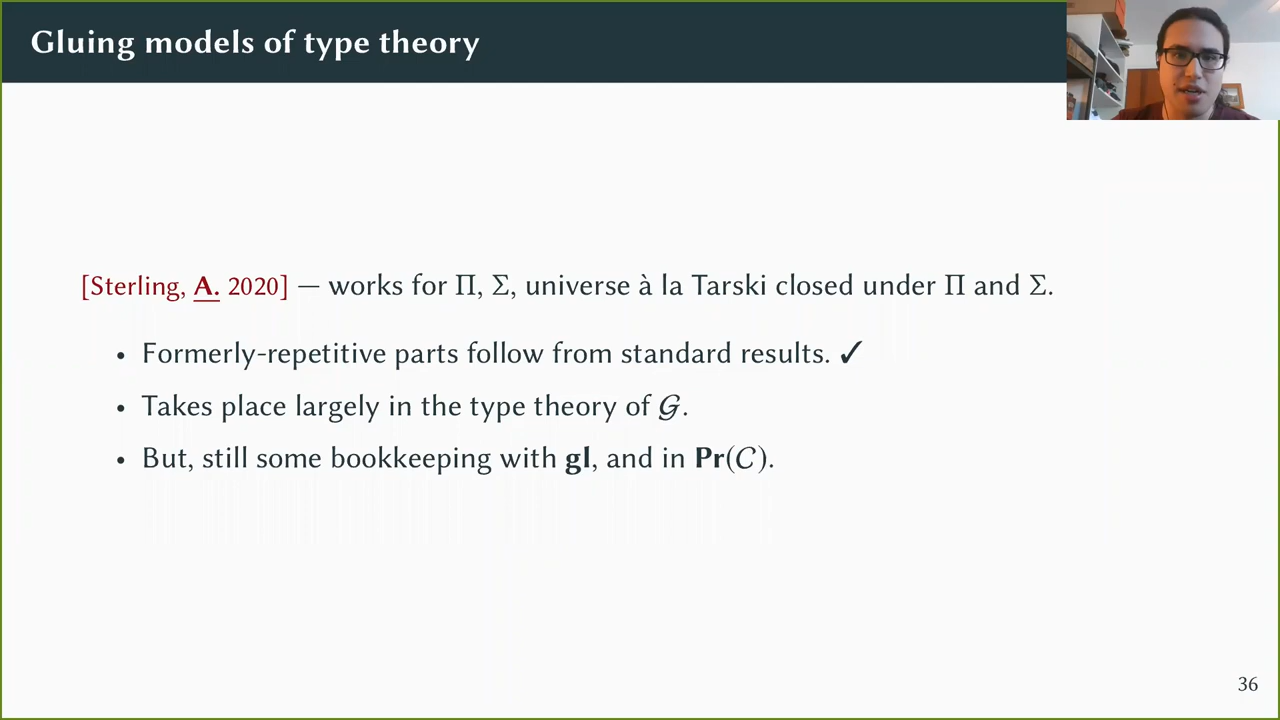 Gluing models of type theory
[Sterling, A. 2020] — works for Π, Σ, universe à la Tarski closed under Π and Σ.
• Formerly-repetitive parts follow from standard results. ✓
• Takes place largely in the type theory of 𝒢.
• But, still some bookkeeping with gl, and in Pr(𝒞).
36